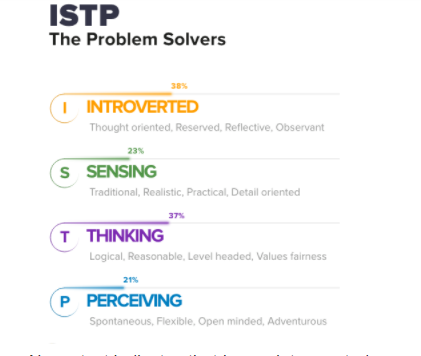 ISTP
The Problem Solvers
38%
I INTROVERTED
Thought oriented, Reserved, Reflective, Observant
23%
S SENSING
Traditional, Realistic, Practical, Detail oriented
37%
T THINKING
Logical, Reasonable, Level headed, Values fairness
21%
P PERCEIVING
Spontaneous, Flexible, Open minded, Adventurous